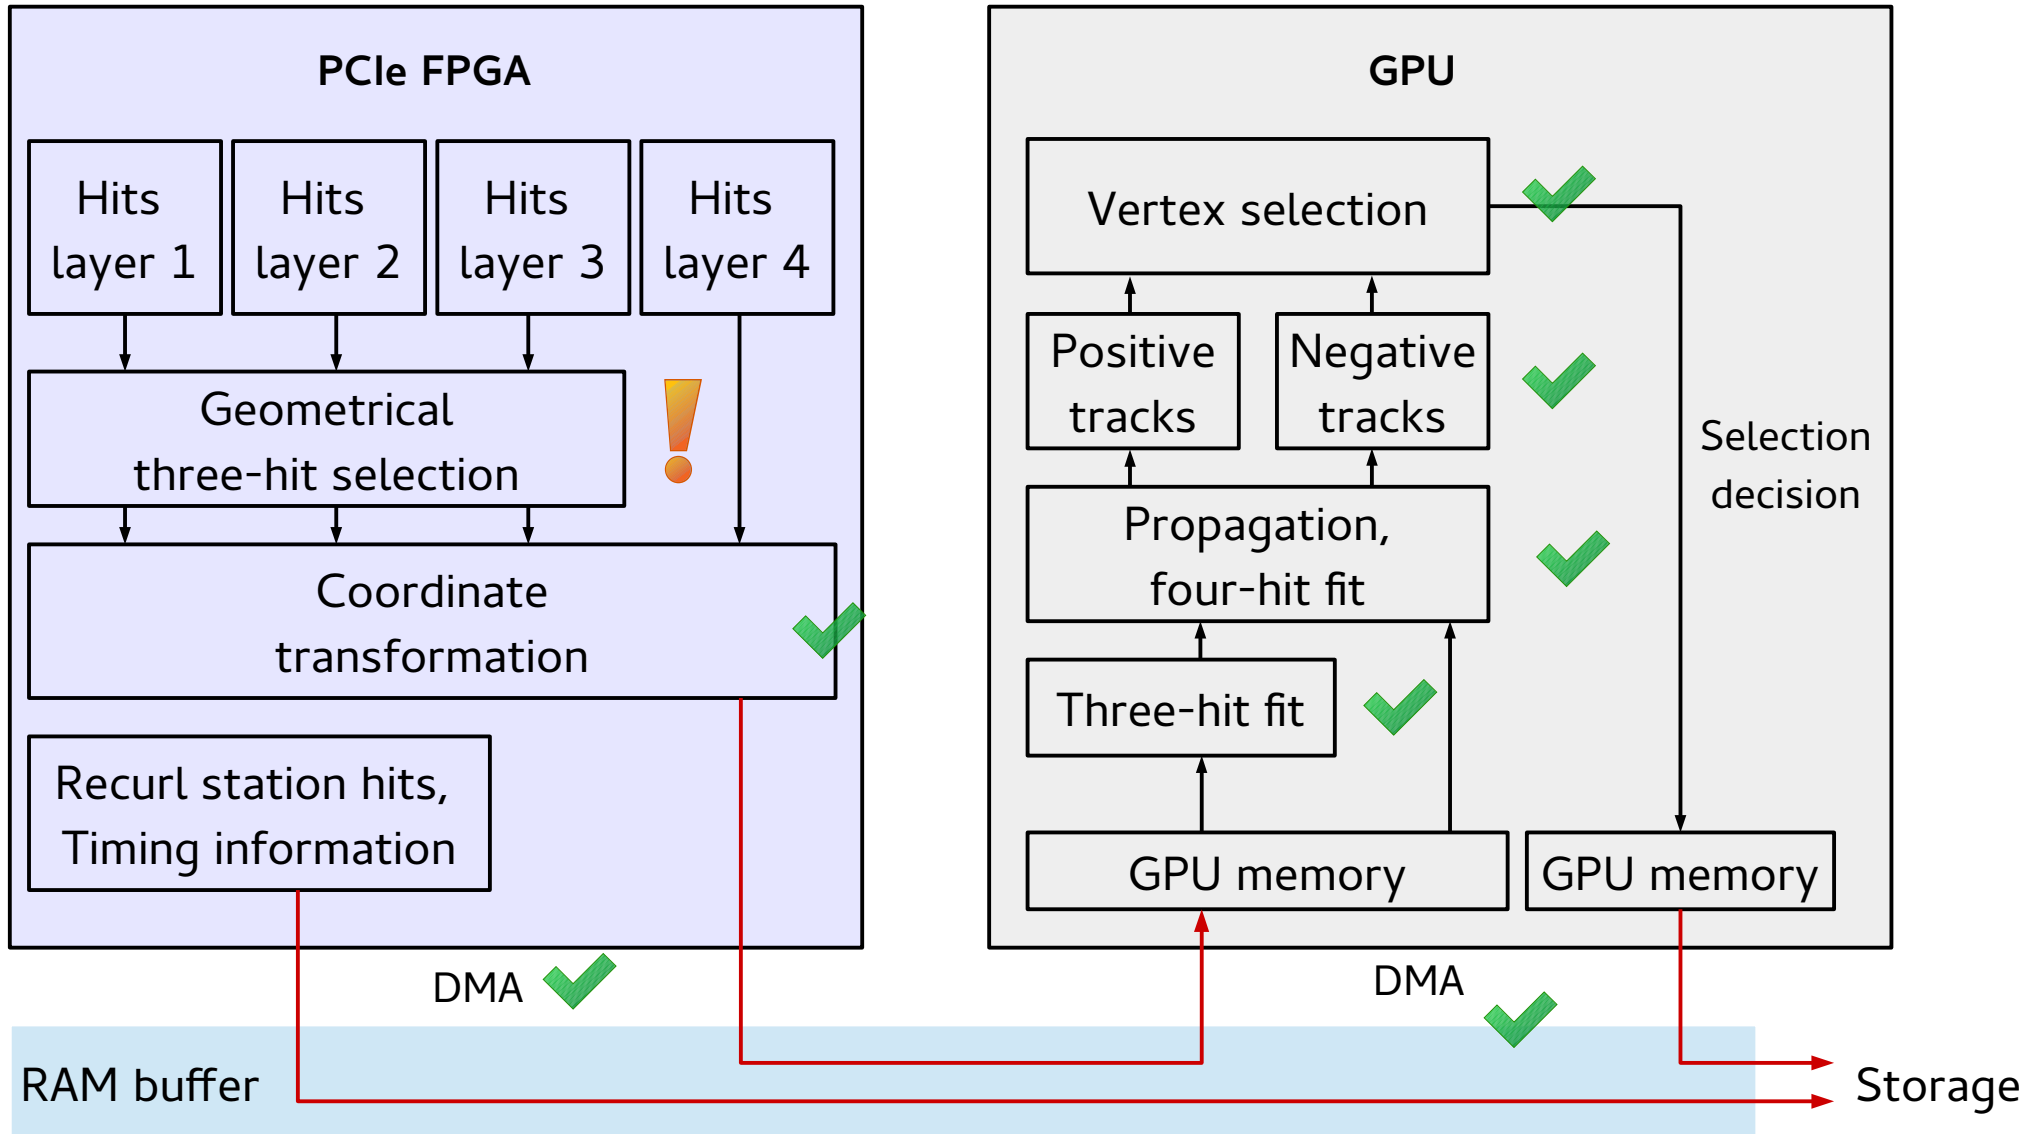 PCIe FPGA
Hits
layer 1
Hits
layer 2
Hits
layer 3
Hits
layer 4
Geometrical
three-hit selection
Coordinate
transformation
Recurl station hits,
Timing information
DMA
GPU
Vertex selection
Positive
tracks
Negative
tracks
Selection
decision
Propagation,
four-hit fit
Three-hit fit
GPU memory
GPU memory
DMA
RAM buffer
Storage